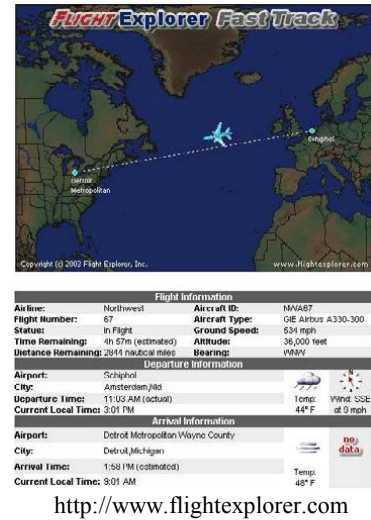 FLIGHT Explorer Fast Track
Schiphol
Detroit
Metropolitan
Copyright (c) 2003 Flight Explorer, Inc. www.flightexplorer.com
Flight Information
Airline: Northwest Aircraft ID: NWA67
Flight Number: 67 Aircraft Type: GIE Airbus A330-300
Status: In Flight Ground Speed: 534 mph
Time Remaining: 4h 57m (estimated) Altitude: 36,000 feet
Distance Remaining: 2844 nautical miles Bearing: WNW
Departure Information
Airport: Schiphol
City: Amsterdam,Nld
Departure Time: 11:03 AM (actual) Temp: Wind: SSE
Current Local Time: 3:01 PM 44° F at 9 mph
Arrival Information
Airport: Detroit Metropolitan Wayne County
City: Detroit,Michigan no data
Arrival Time: 1:58 PM (estimated) Temp.
Current Local Time: 9:01 AM 48° F
http://www.flightexplorer.com